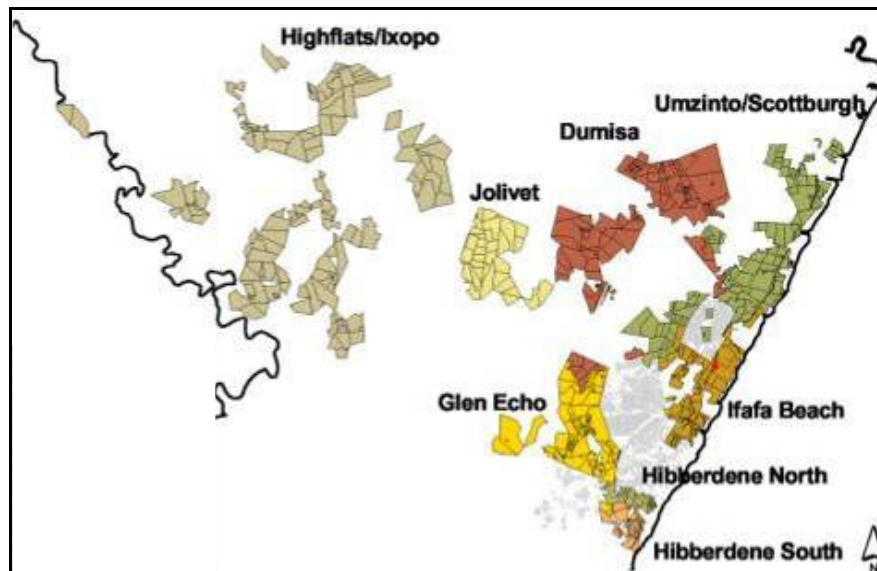 Highflats/Ixopo
Umzinto/Scottburgh
Dumisa
Jolivet
Glen Echo
Ifafa Beach
Hibberdene North
Hibberdene South
N